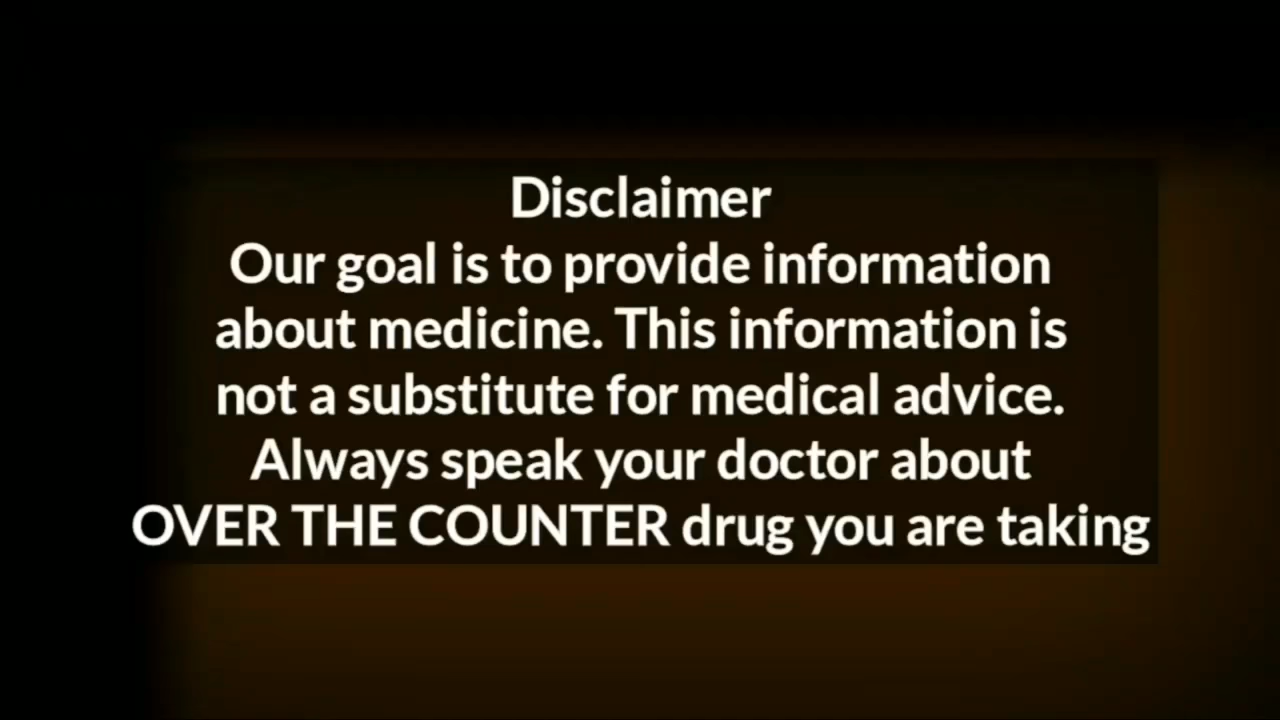 Disclaimer
Our goal is to provide information
about medicine. This information is
not a substitute for medical advice.
Always speak your doctor about
OVER THE COUNTER drug you are taking